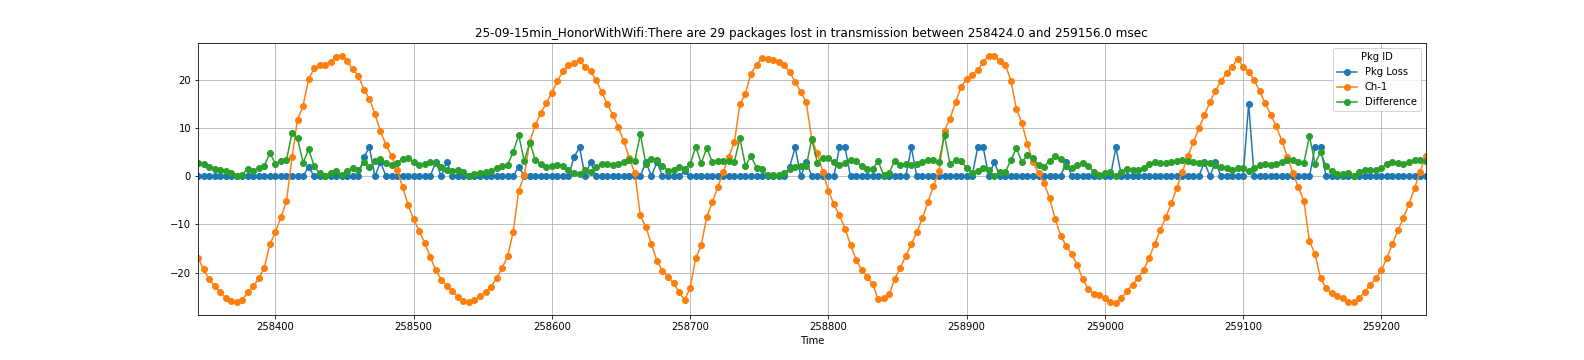 25-09-15min_HonorWithWifi:There are 29 packages lost in transmission between 258424.0 and 259156.0 msec
Pkg ID
Pkg Loss
Ch-1
Difference
20
10
0
−10
−20
258400 258500 258600 258700 258800 258900 259000 259100 259200
Time